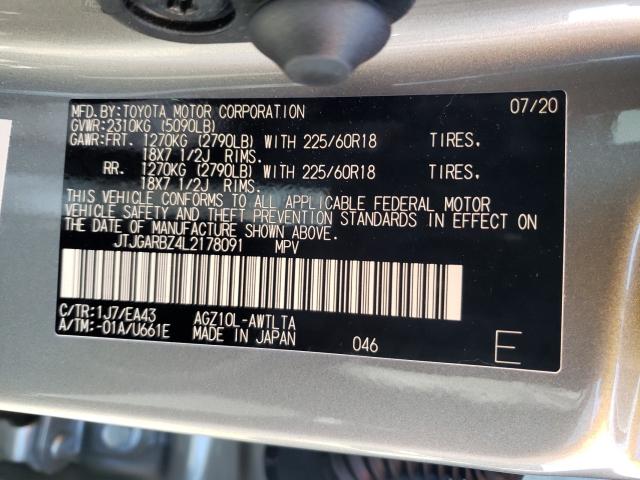 MFD.BY:TOYOTA MOTOR CORPORATION 07/20
GVWR:2310KG (5090LB)
GAWR:FRT. 1270KG (2790LB) WITH 225/60R18 TIRES.
18X7 1/2J RIMS.
RR. 1270KG (2790LB) WITH 225/60R18 TIRES.
18X7 1/2J RIMS.
THIS VEHICLE CONFORMS TO ALL APPLICABLE FEDERAL MOTOR
VEHICLE SAFETY AND THEFT PREVENTION STANDARDS IN EFFECT ON
THE DATE OF MANUFACTURE SHOWN ABOVE.
JTJGARBZ4L2178091 MPV
C/TR:1J7/EA43 AGZ10L-AWTLTA
A/TM:-01A/U661E MADE IN JAPAN 046 E